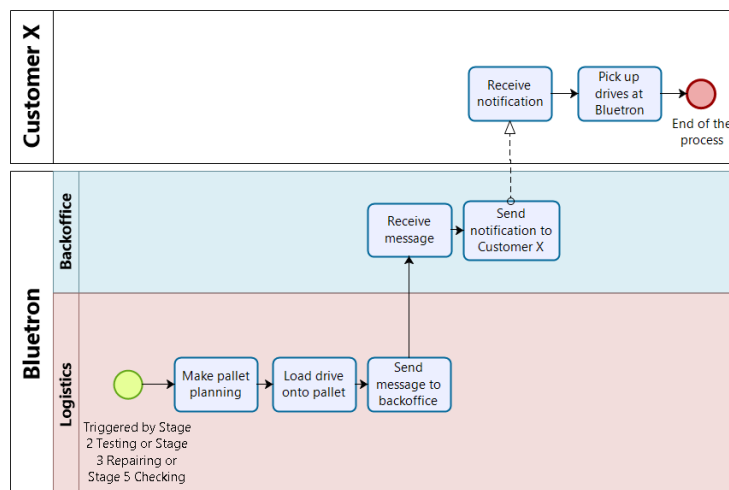 Customer X
Receive
notification
Pick up
drives at
Bluetron
End of the
process
Bluetron
Backoffice
Receive
message
Send
notification to
Customer X
Logistics
Make pallet
planning
Load drive
onto pallet
Send
message to
backoffice
Triggered by Stage
2 Testing or Stage
3 Repairing or
Stage 5 Checking